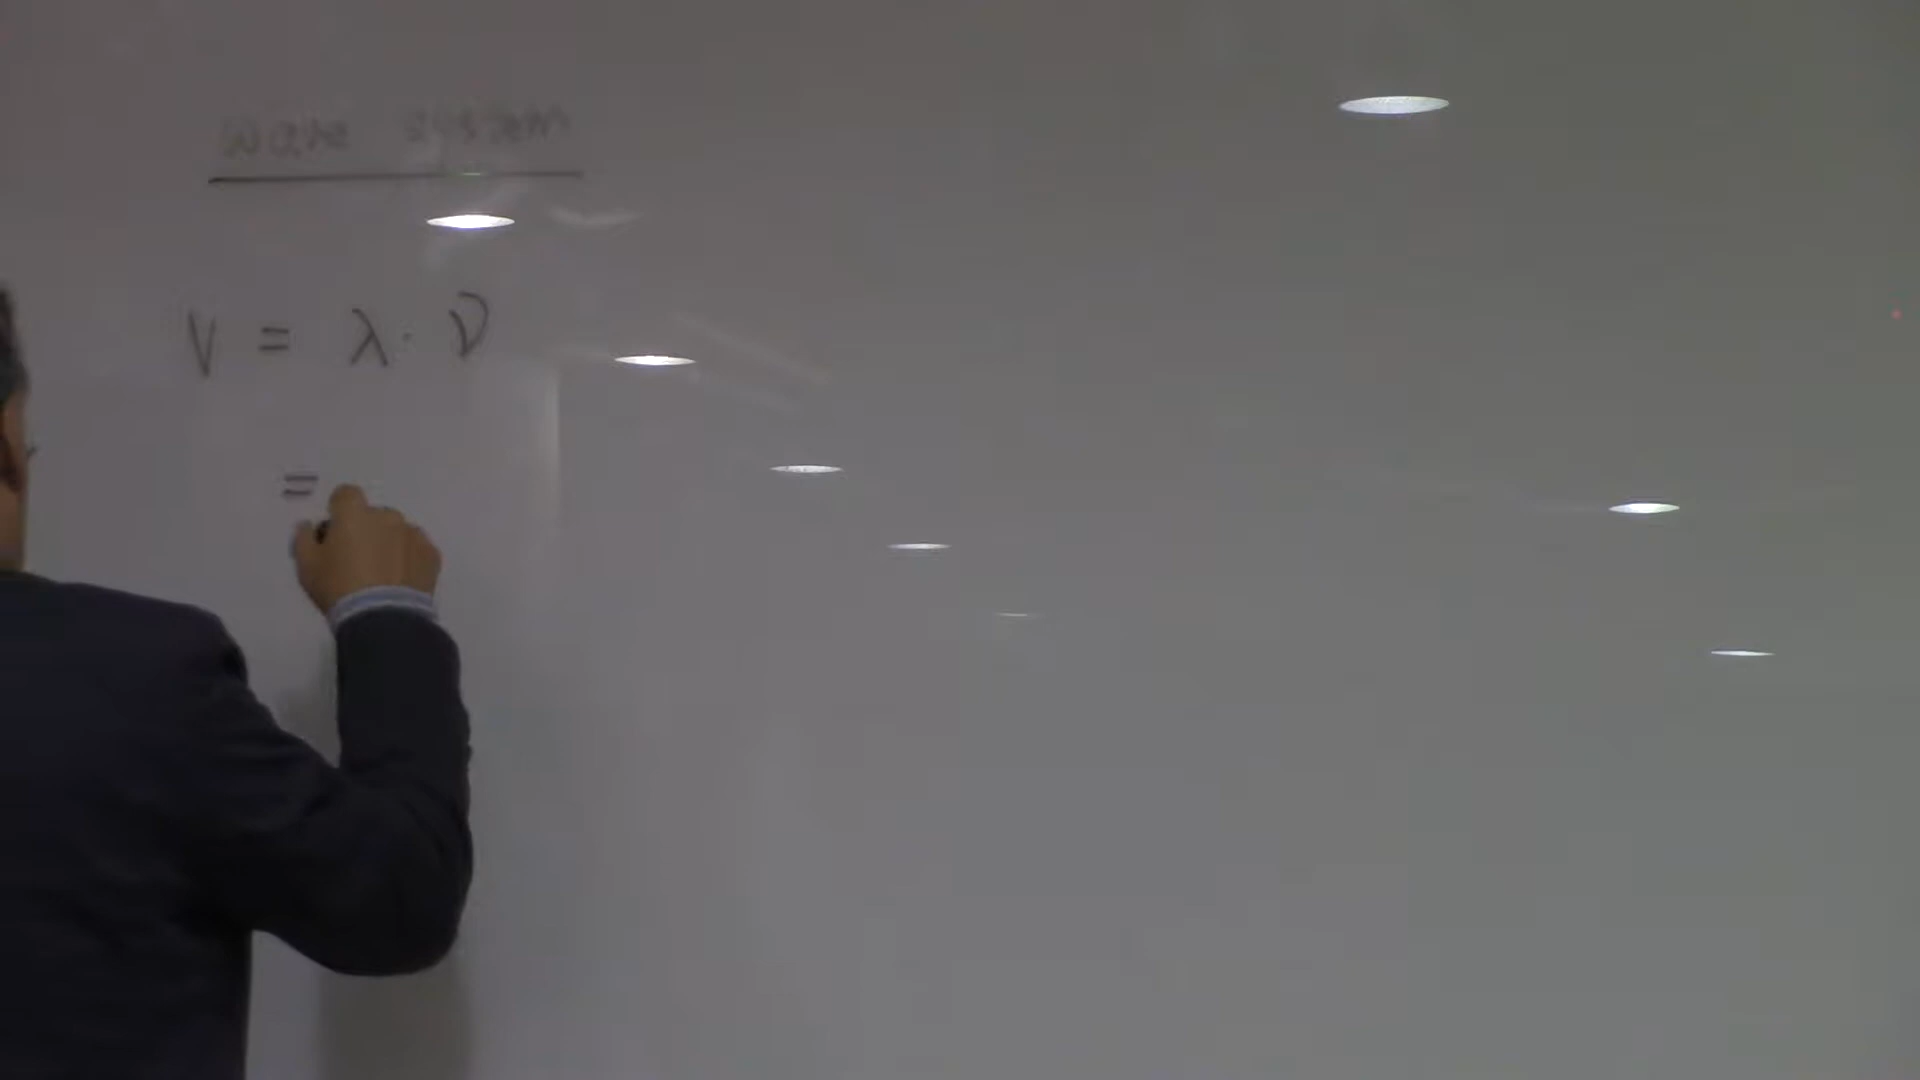 wave system
V = λ · ν
=